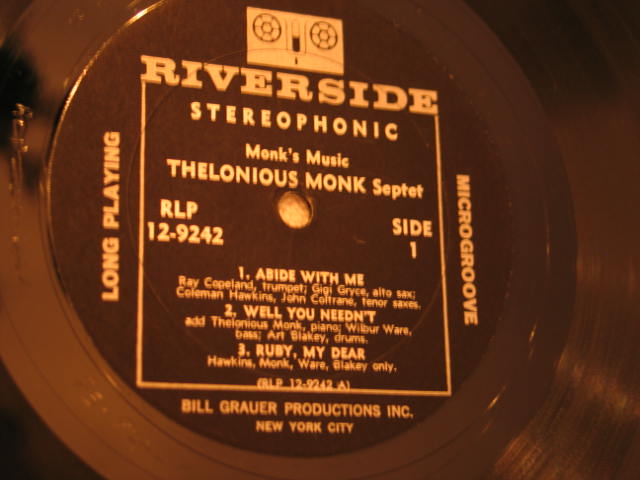 RIVERSIDE
STEREOPHONIC
Monk's Music
THELONIOUS MONK Septet
LONG PLAYING
RLP
12-9242
SIDE
1
MICROGROOVE
1. ABIDE WITH ME
Ray Copeland, trumpet; Gigi Gryce, alto sax;
Coleman Hawkins, John Coltrane, tenor saxes.
2. WELL YOU NEEDN'T
add Thelonious Monk, piano; Wilbur Ware,
bass; Art Blakey, drums.
3. RUBY, MY DEAR
Hawkins, Monk, Ware, Blakey only.
(RLP 12-9242 A)
BILL GRAUER PRODUCTIONS INC.
NEW YORK CITY